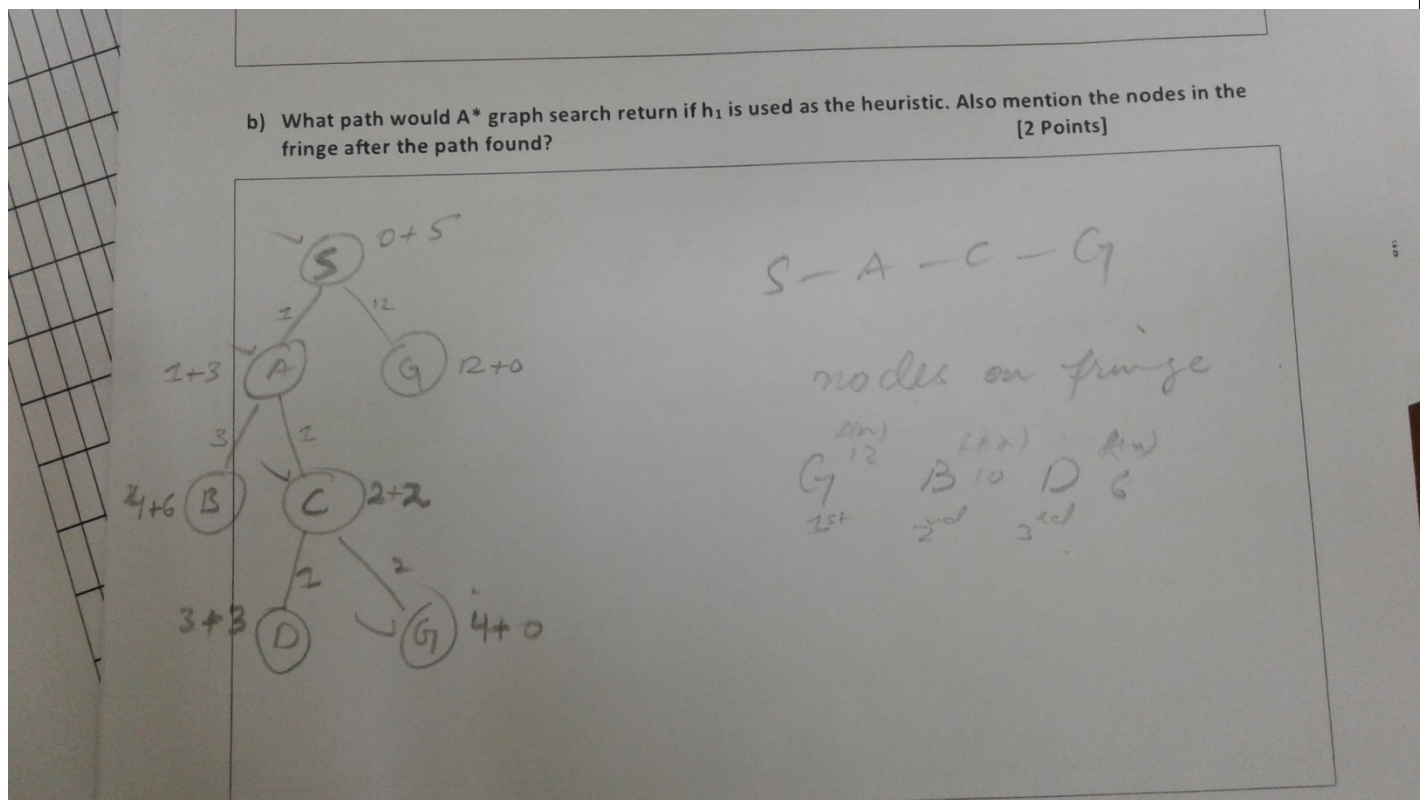 b) What path would A* graph search return if h₁ is used as the heuristic. Also mention the nodes in the
fringe after the path found? [2 Points]
S 0+5
1 12
1+3 A G 12+0
3 1
4+6 B C 2+2
1 2
3+3 D G 4+0
S – A – C – G
nodes on fringe
f(n) f(n) f(n)
G 12 B 10 D 6
1st 2nd 3rd